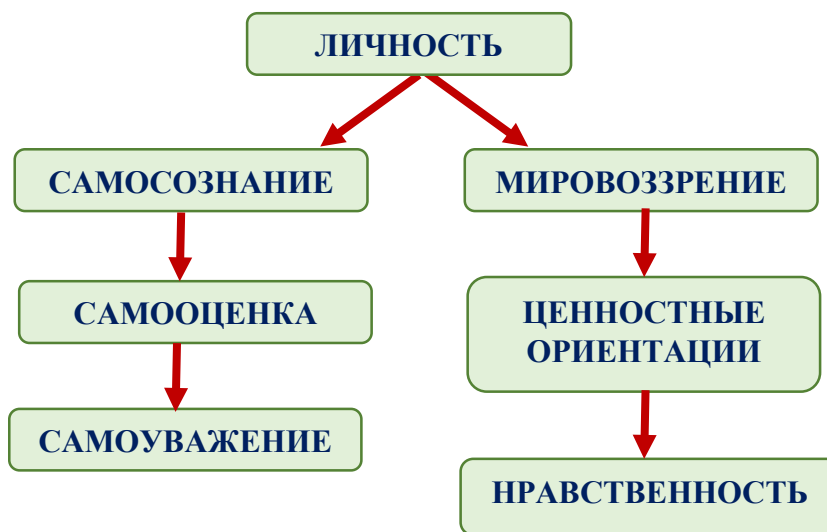 ЛИЧНОСТЬ
САМОСОЗНАНИЕ
МИРОВОЗЗРЕНИЕ
САМООЦЕНКА
ЦЕННОСТНЫЕ
ОРИЕНТАЦИИ
САМОУВАЖЕНИЕ
НРАВСТВЕННОСТЬ